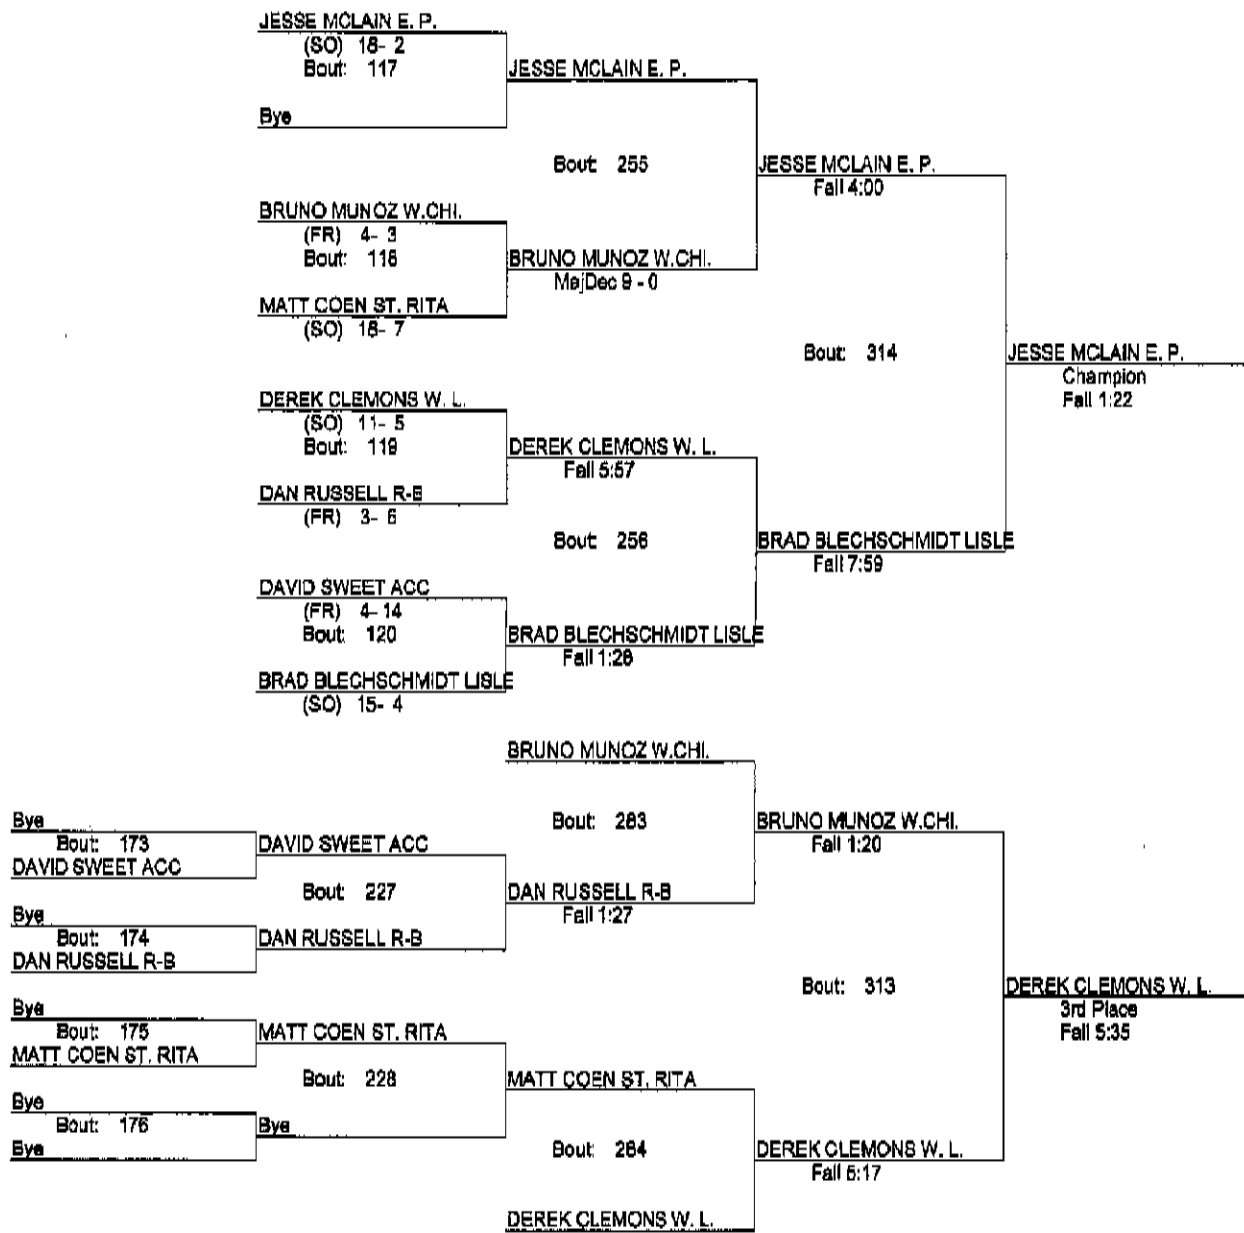 JESSE MCLAIN E. P.
(SO) 18- 2
Bout: 117
JESSE MCLAIN E. P.
Bye
Bout: 255
JESSE MCLAIN E. P.
Fall 4:00
BRUNO MUNOZ W.CHI.
(FR) 4- 3
Bout: 118
BRUNO MUNOZ W.CHI.
MajDec 9 - 0
MATT COEN ST. RITA
(SO) 18- 7
Bout: 314
JESSE MCLAIN E. P.
Champion
Fall 1:22
DEREK CLEMONS W. L.
(SO) 11- 5
Bout: 119
DEREK CLEMONS W. L.
Fall 5:57
DAN RUSSELL R-B
(FR) 3- 6
Bout: 256
BRAD BLECHSCHMIDT LISLE
Fall 7:59
DAVID SWEET ACC
(FR) 4- 14
Bout: 120
BRAD BLECHSCHMIDT LISLE
Fall 1:28
BRAD BLECHSCHMIDT LISLE
(SO) 15- 4
BRUNO MUNOZ W.CHI.
Bye
Bout: 173
DAVID SWEET ACC
DAVID SWEET ACC
Bout: 283
BRUNO MUNOZ W.CHI.
Fall 1:20
Bout: 227
DAN RUSSELL R-B
Fall 1:27
Bye
Bout: 174
DAN RUSSELL R-B
DAN RUSSELL R-B
Bout: 313
DEREK CLEMONS W. L.
3rd Place
Fall 5:35
Bye
Bout: 175
MATT COEN ST. RITA
MATT COEN ST. RITA
Bout: 228
MATT COEN ST. RITA
Bye
Bout: 176
Bye
Bye
Bout: 284
DEREK CLEMONS W. L.
Fall 5:17
DEREK CLEMONS W. L.